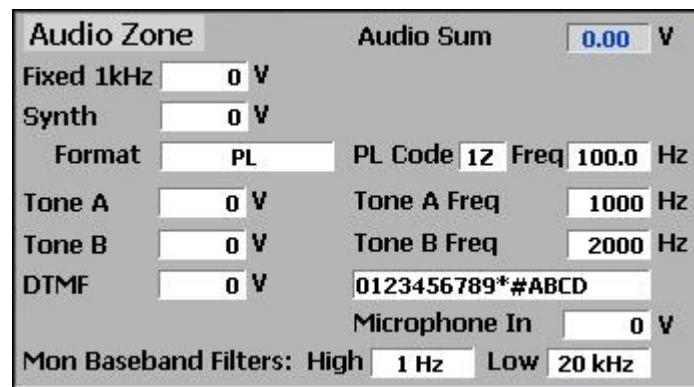 Audio Zone Audio Sum 0.00 V
Fixed 1kHz 0 V
Synth 0 V
Format PL PL Code 1Z Freq 100.0 Hz
Tone A 0 V Tone A Freq 1000 Hz
Tone B 0 V Tone B Freq 2000 Hz
DTMF 0 V 0123456789*#ABCD
Microphone In 0 V
Mon Baseband Filters: High 1 Hz Low 20 kHz